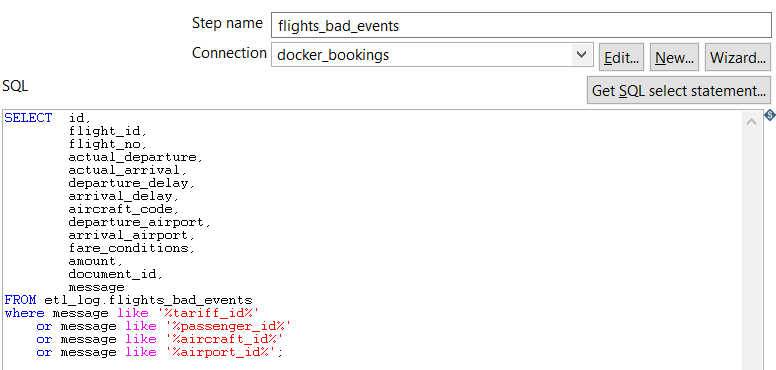 Step name flights_bad_events
Connection docker_bookings Edit... New... Wizard...
SQL Get SQL select statement...
SELECT  id,
        flight_id,
        flight_no,
        actual_departure,
        actual_arrival,
        departure_delay,
        arrival_delay,
        aircraft_code,
        departure_airport,
        arrival_airport,
        fare_conditions,
        amount,
        document_id,
        message
FROM etl_log.flights_bad_events
where message like '%tariff_id%'
    or message like '%passenger_id%'
    or message like '%aircraft_id%'
    or message like '%airport_id%';